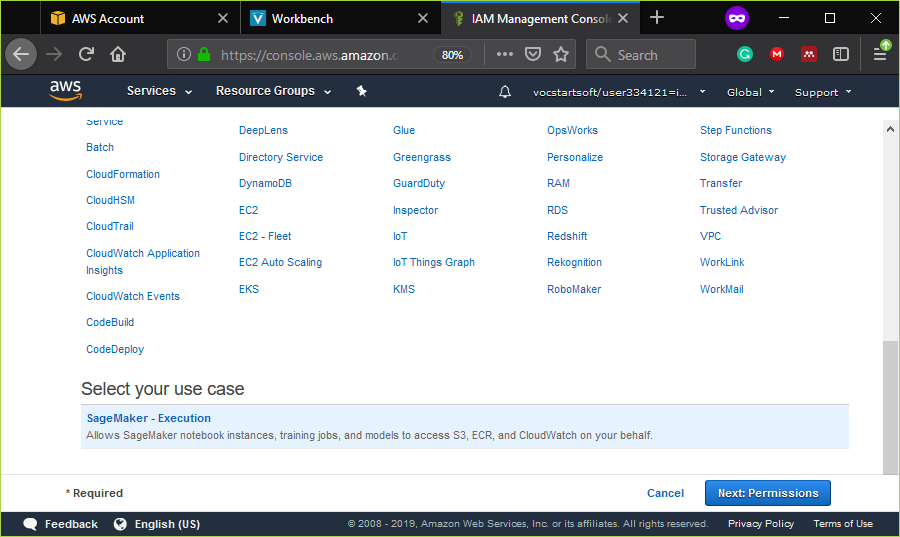 AWS Account
Workbench
IAM Management Consol
https://console.aws.amazon.c
80%
Search
aws
Services
Resource Groups
vocstartsoft/user334121=i...
Global
Support
Service
DeepLens
Glue
OpsWorks
Step Functions
Batch
Directory Service
Greengrass
Personalize
Storage Gateway
CloudFormation
DynamoDB
GuardDuty
RAM
Transfer
CloudHSM
EC2
Inspector
RDS
Trusted Advisor
CloudTrail
EC2 - Fleet
IoT
Redshift
VPC
CloudWatch Application
Insights
EC2 Auto Scaling
IoT Things Graph
Rekognition
WorkLink
CloudWatch Events
EKS
KMS
RoboMaker
WorkMail
CodeBuild
CodeDeploy
Select your use case
SageMaker - Execution
Allows SageMaker notebook instances, training jobs, and models to access S3, ECR, and CloudWatch on your behalf.
* Required
Cancel
Next: Permissions
Feedback
English (US)
© 2008 - 2019, Amazon Web Services, Inc. or its affiliates. All rights reserved.
Privacy Policy
Terms of Use